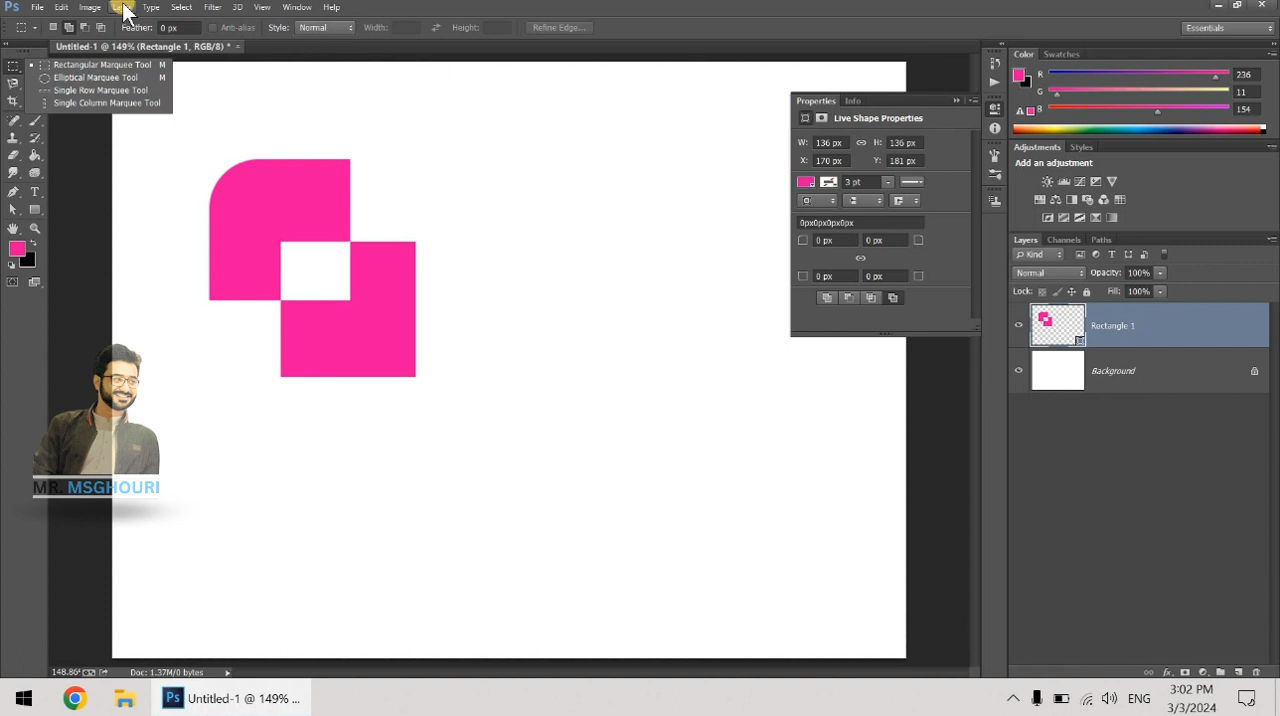 Ps File Edit Image Type Select Filter 3D View Window Help
Feather: 0 px Anti-alias Style: Normal Width: Height: Refine Edge... Essentials
Untitled-1 @ 149% (Rectangle 1, RGB/8) * ×
Rectangular Marquee Tool M
Elliptical Marquee Tool M
Single Row Marquee Tool
Single Column Marquee Tool
Properties Info
Live Shape Properties
W: 136 px H: 136 px
X: 170 px Y: 181 px
3 pt
0px0px0px0px
0 px 0 px
0 px 0 px
Color Swatches
R 236
G 11
B 154
Adjustments Styles
Add an adjustment
Layers Channels Paths
Kind
Normal Opacity: 100%
Lock: Fill: 100%
Rectangle 1
Background
MR. MSGHOURI
148.86% Doc: 1.37M/0 bytes
Ps Untitled-1 @ 149% ...
ENG
3:02 PM
3/3/2024